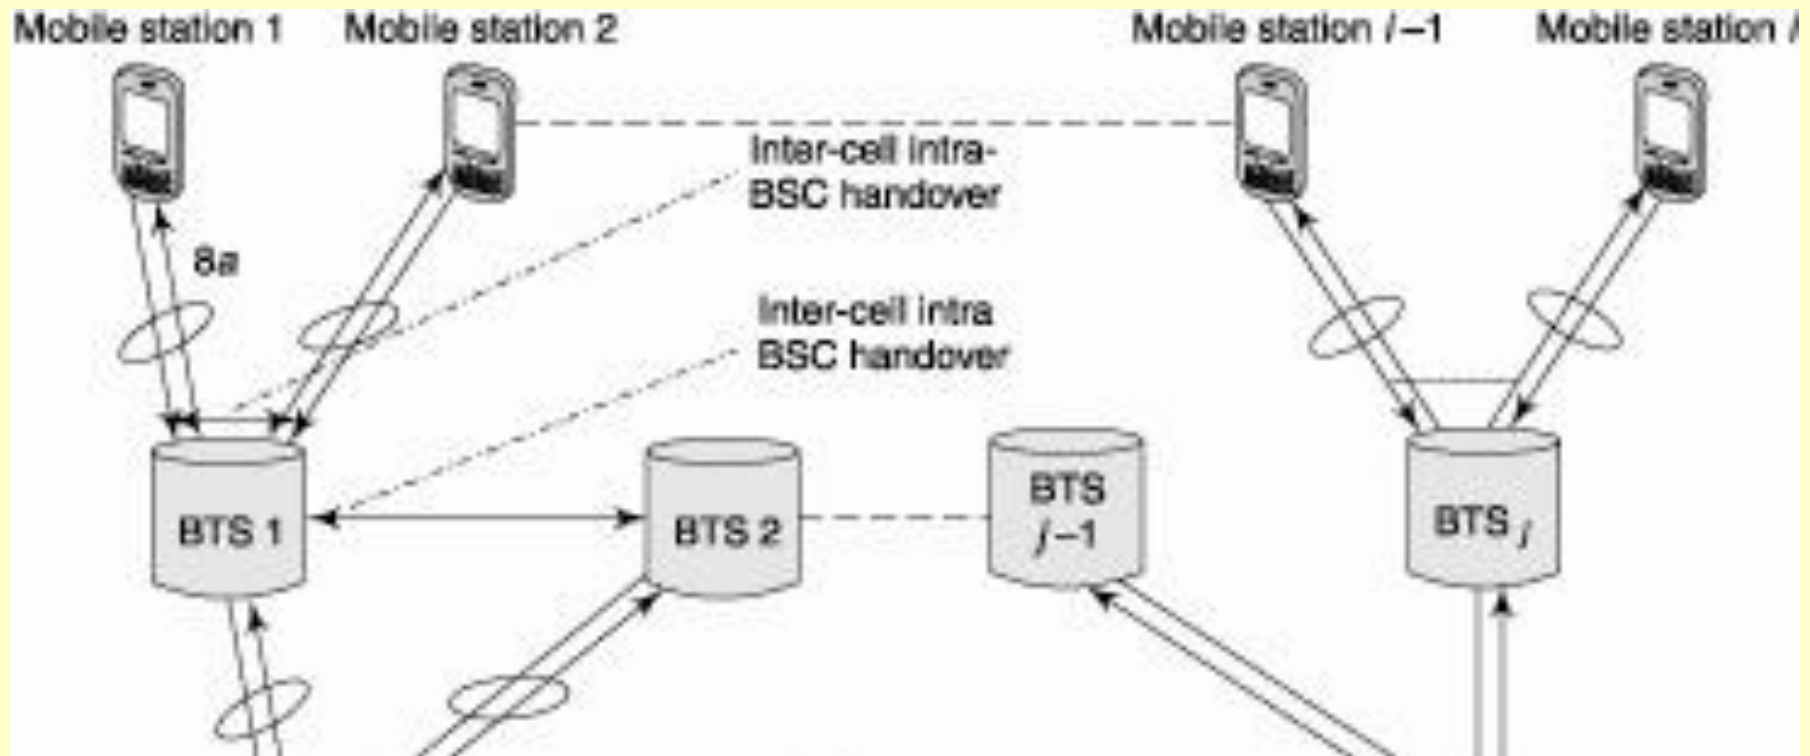 Mobile station 1
Mobile station 2
Mobile station i–1
Mobile station i
Inter-cell intra-
BSC handover
8a
Inter-cell intra
BSC handover
BTS 1
BTS 2
BTS
j–1
BTS j